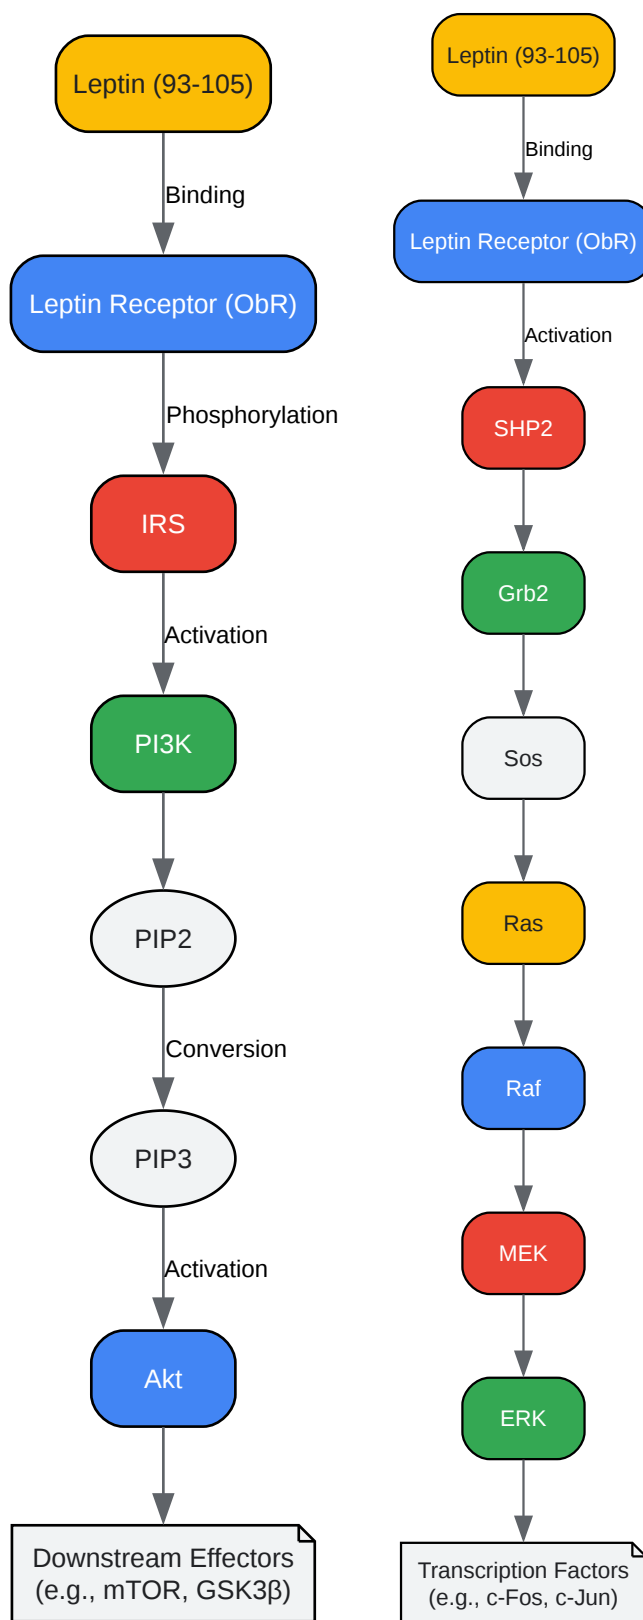 Leptin (93-105)
Binding
Leptin Receptor (ObR)
Phosphorylation
IRS
Activation
PI3K
PIP2
Conversion
PIP3
Activation
Akt
Downstream Effectors
(e.g., mTOR, GSK3β)
Leptin (93-105)
Binding
Leptin Receptor (ObR)
Activation
SHP2
Grb2
Sos
Ras
Raf
MEK
ERK
Transcription Factors
(e.g., c-Fos, c-Jun)